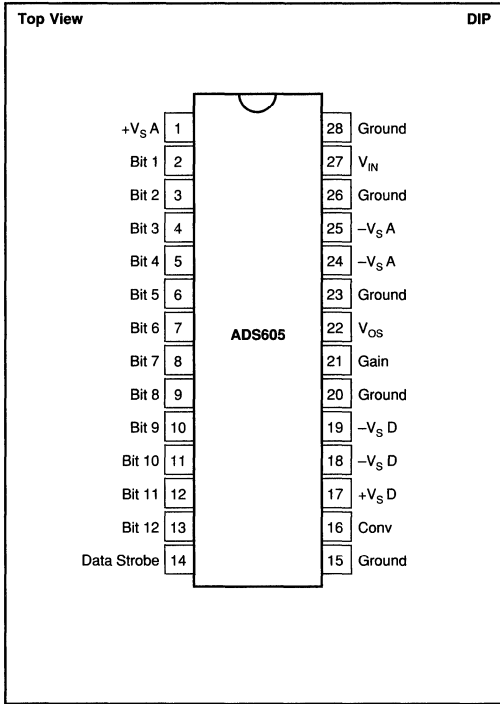 Top View DIP
+VS A 1 28 Ground
Bit 1 2 27 VIN
Bit 2 3 26 Ground
Bit 3 4 25 –VS A
Bit 4 5 24 –VS A
Bit 5 6 23 Ground
Bit 6 7 22 VOS
ADS605
Bit 7 8 21 Gain
Bit 8 9 20 Ground
Bit 9 10 19 –VS D
Bit 10 11 18 –VS D
Bit 11 12 17 +VS D
Bit 12 13 16 Conv
Data Strobe 14 15 Ground